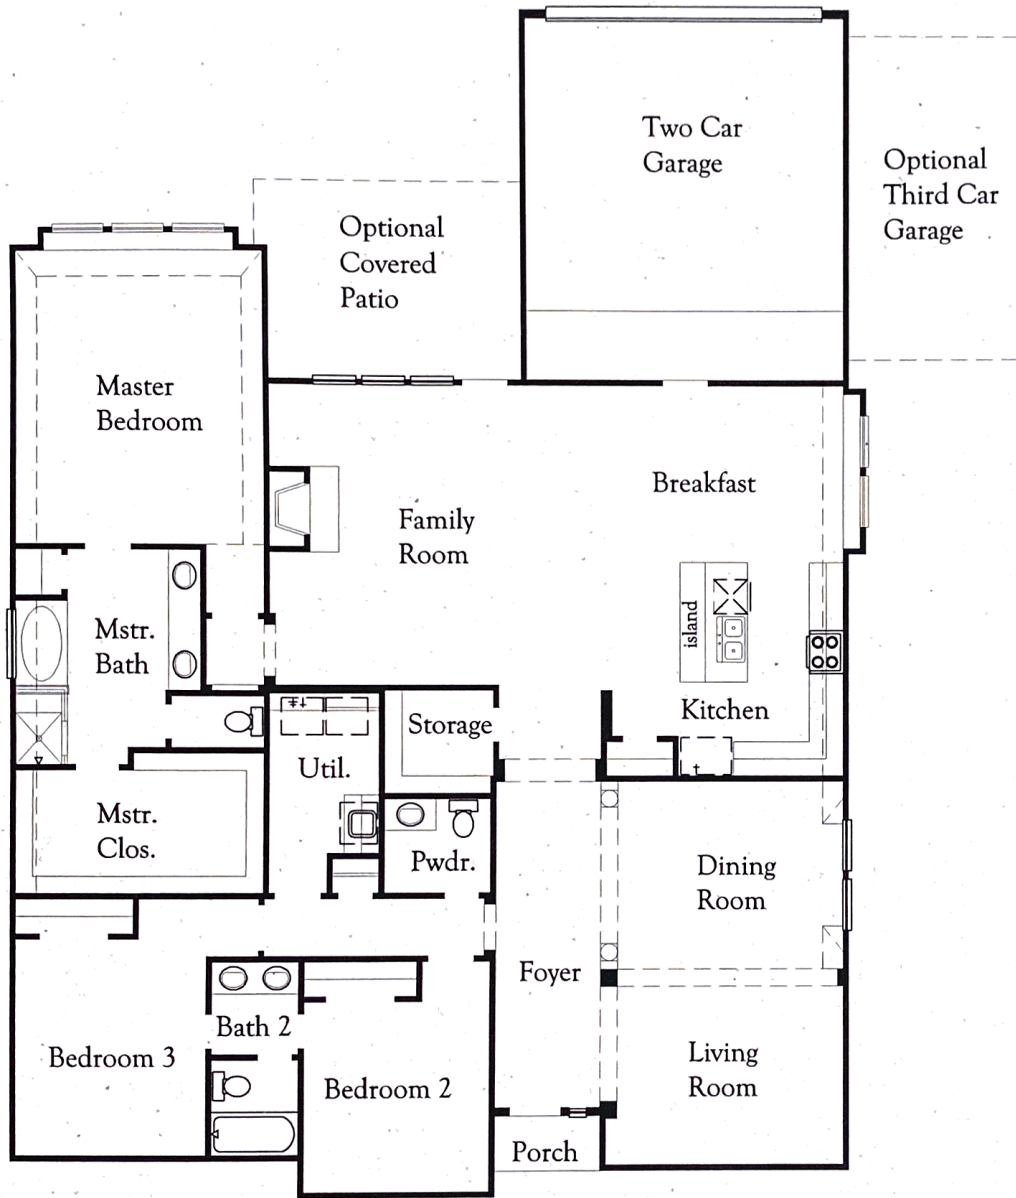 Two Car
Garage
Optional
Third Car
Garage
Optional
Covered
Patio
Master
Bedroom
Breakfast
Family
Room
island
Mstr.
Bath
Kitchen
Storage
Util.
Mstr.
Clos.
Pwdr.
Dining
Room
Foyer
Bath 2
Bedroom 3
Living
Room
Bedroom 2
Porch